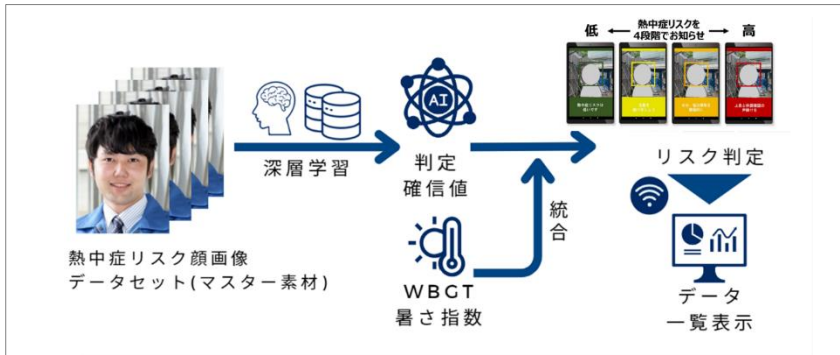 熱中症リスクを
４段階でお知らせ
低
高
AI
深層学習
判定
確信値
リスク判定
統合
熱中症リスク顔画像
データセット(マスター素材)
WBGT
暑さ指数
データ
一覧表示